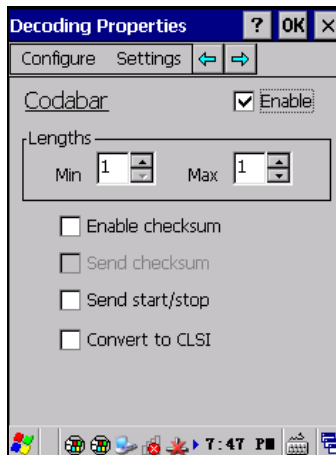 Decoding Properties ? OK ×
Configure Settings
Codabar Enable
Lengths
Min 1 Max 1
Enable checksum
Send checksum
Send start/stop
Convert to CLSI
7:47 PM